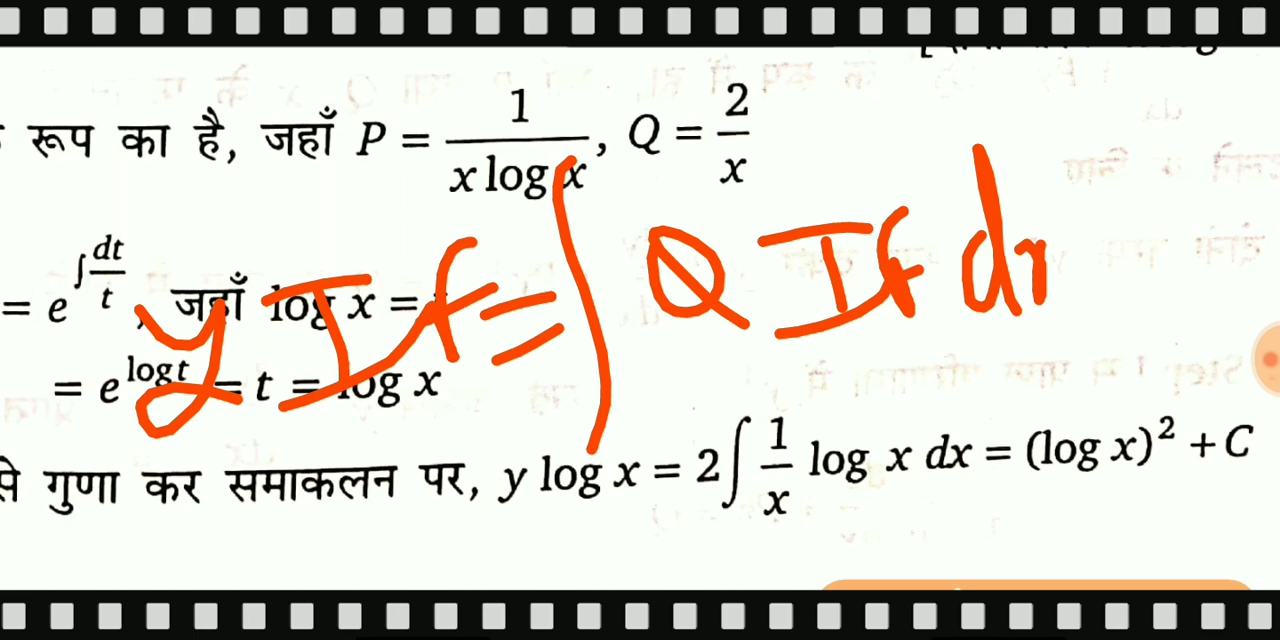 रूप का है, जहाँ P = 1/(x log x), Q = 2/x
= e^{∫ dt/t}, जहाँ log x =
y If = ∫ Q If dx
= e^{log t} = t = log x
से गुणा कर समाकलन पर, y log x = 2∫ 1/x log x dx = (log x)² + C